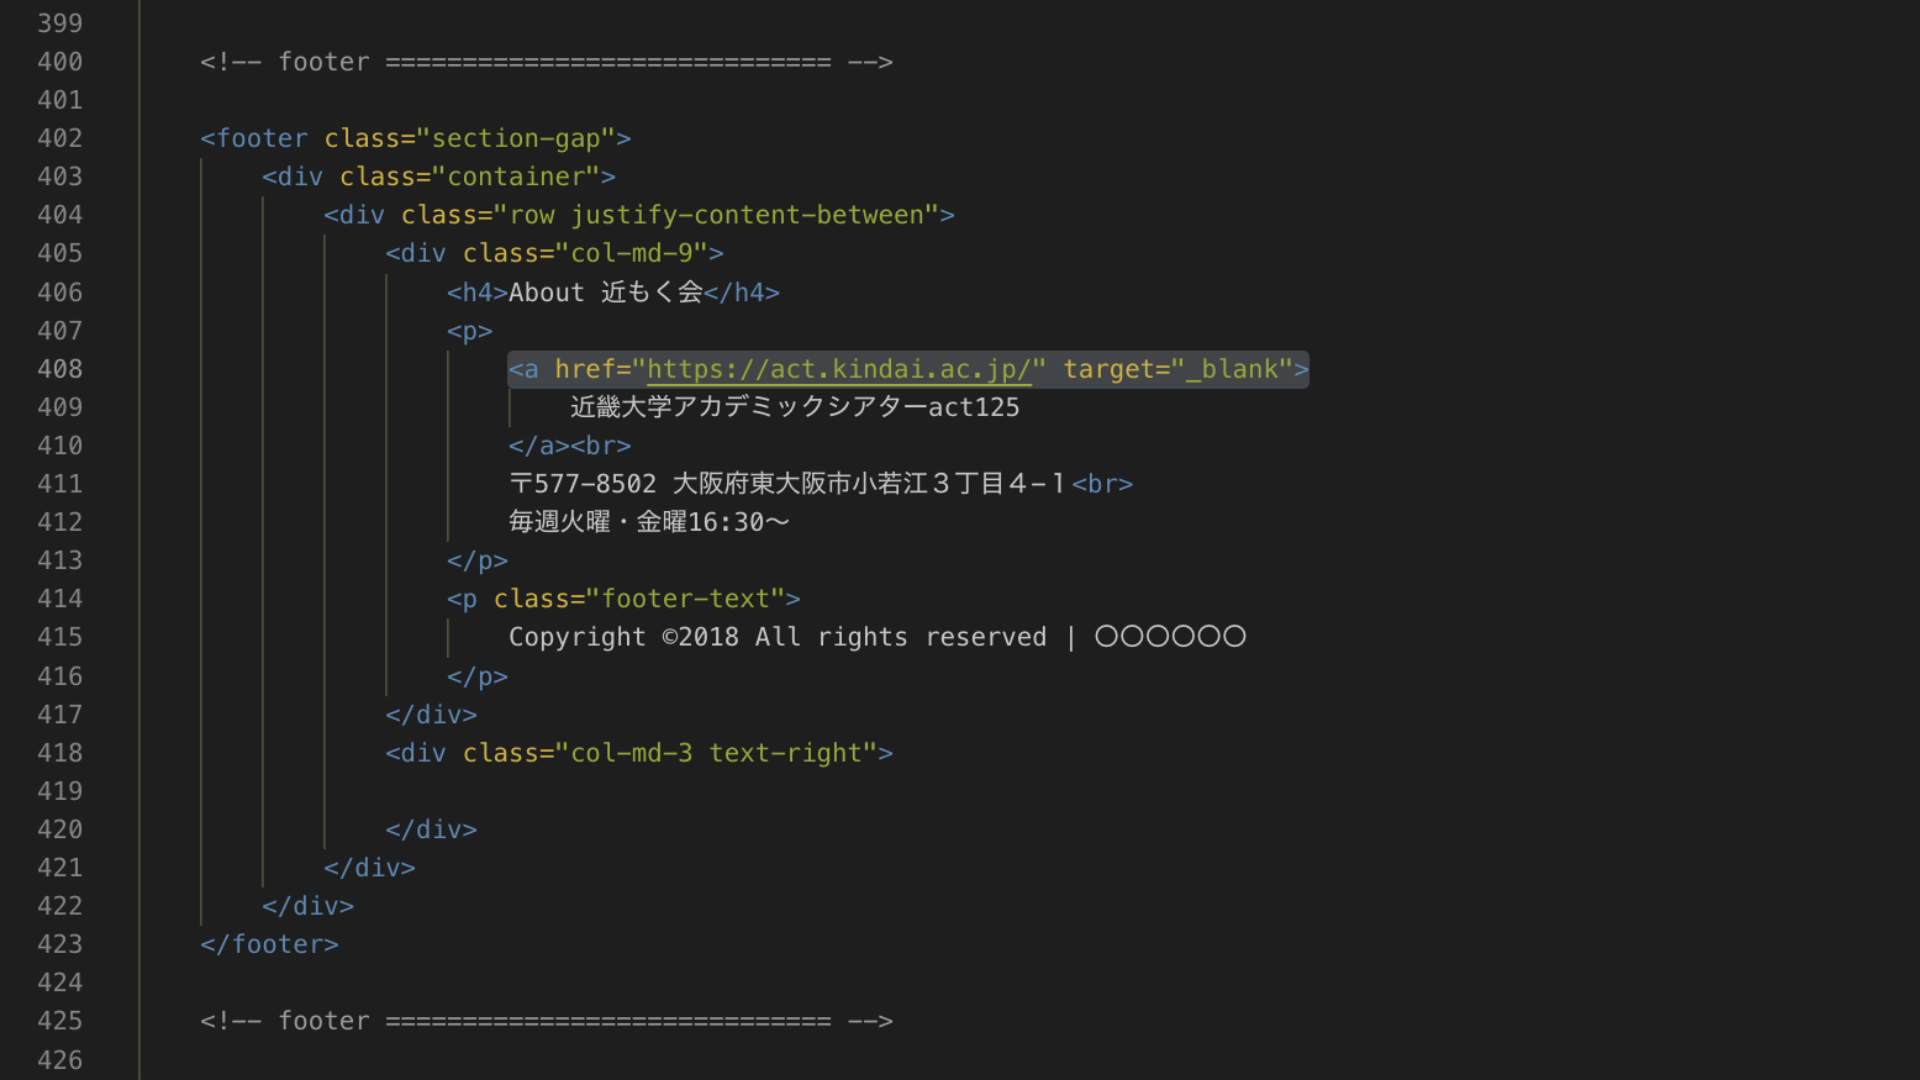 399
400 <!-- footer ============================= -->
401
402 <footer class="section-gap">
403 <div class="container">
404 <div class="row justify-content-between">
405 <div class="col-md-9">
406 <h4>About 近もく会</h4>
407 <p>
408 <a href="https://act.kindai.ac.jp/" target="_blank">
409 近畿大学アカデミックシアターact125
410 </a><br>
411 〒577-8502 大阪府東大阪市小若江３丁目４−１<br>
412 毎週火曜・金曜16:30〜
413 </p>
414 <p class="footer-text">
415 Copyright ©2018 All rights reserved | 〇〇〇〇〇〇
416 </p>
417 </div>
418 <div class="col-md-3 text-right">
419
420 </div>
421 </div>
422 </div>
423 </footer>
424
425 <!-- footer ============================= -->
426